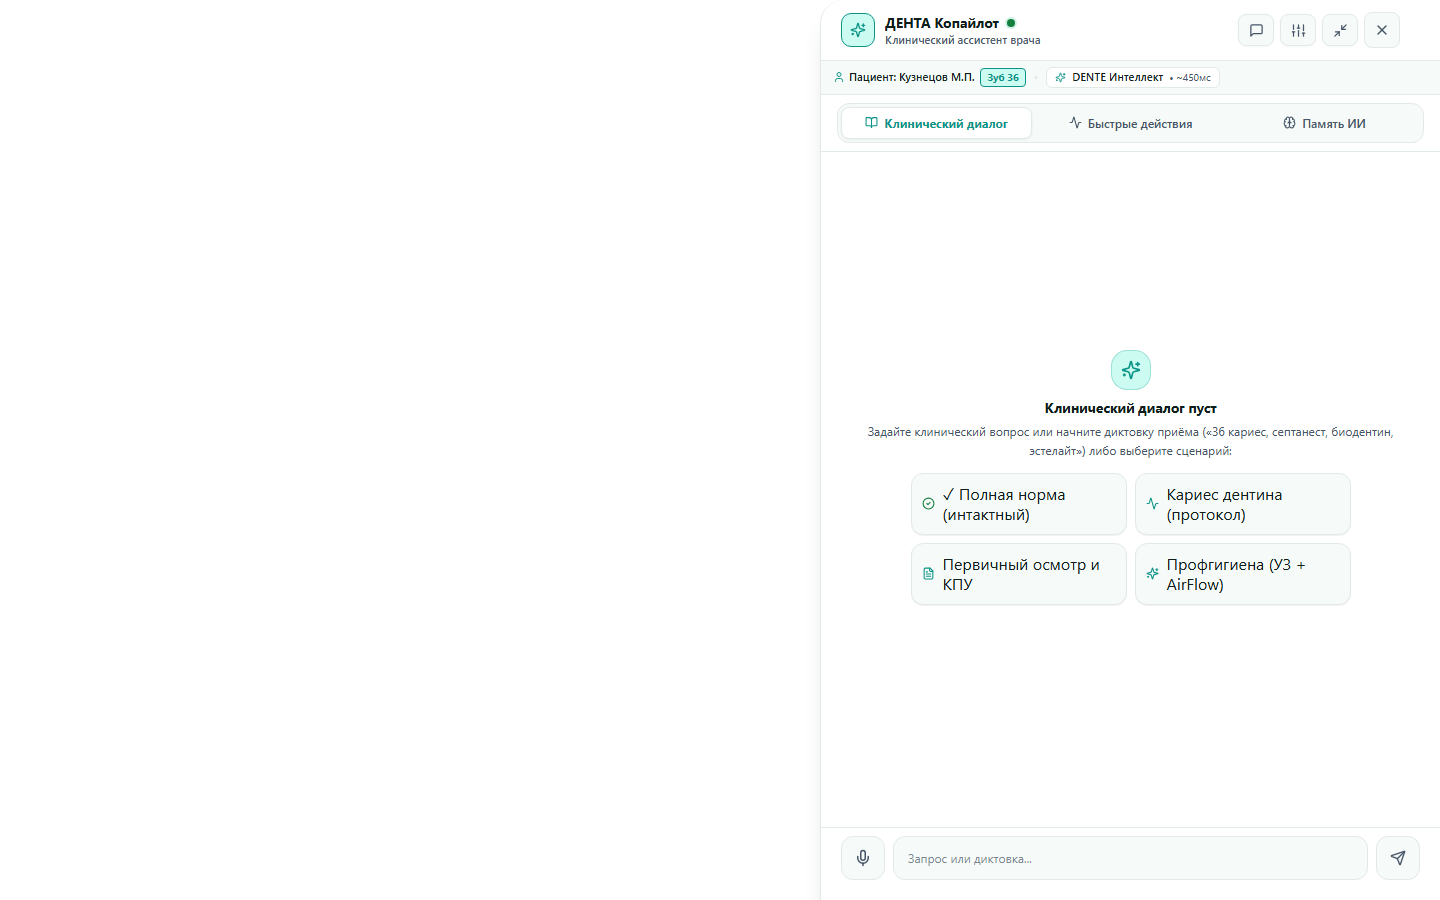 ДЕНТА Копайлот
Клинический ассистент врача
Пациент: Кузнецов М.П. Зуб 36 DENTE Интеллект • ~450мс
Клинический диалог Быстрые действия Память ИИ
Клинический диалог пуст
Задайте клинический вопрос или начните диктовку приёма («36 кариес, септанест, биодентин,
эстелайт») либо выберите сценарий:
✓ Полная норма
(интактный)
Кариес дентина
(протокол)
Первичный осмотр и
КПУ
Профгигиена (УЗ +
AirFlow)
Запрос или диктовка...